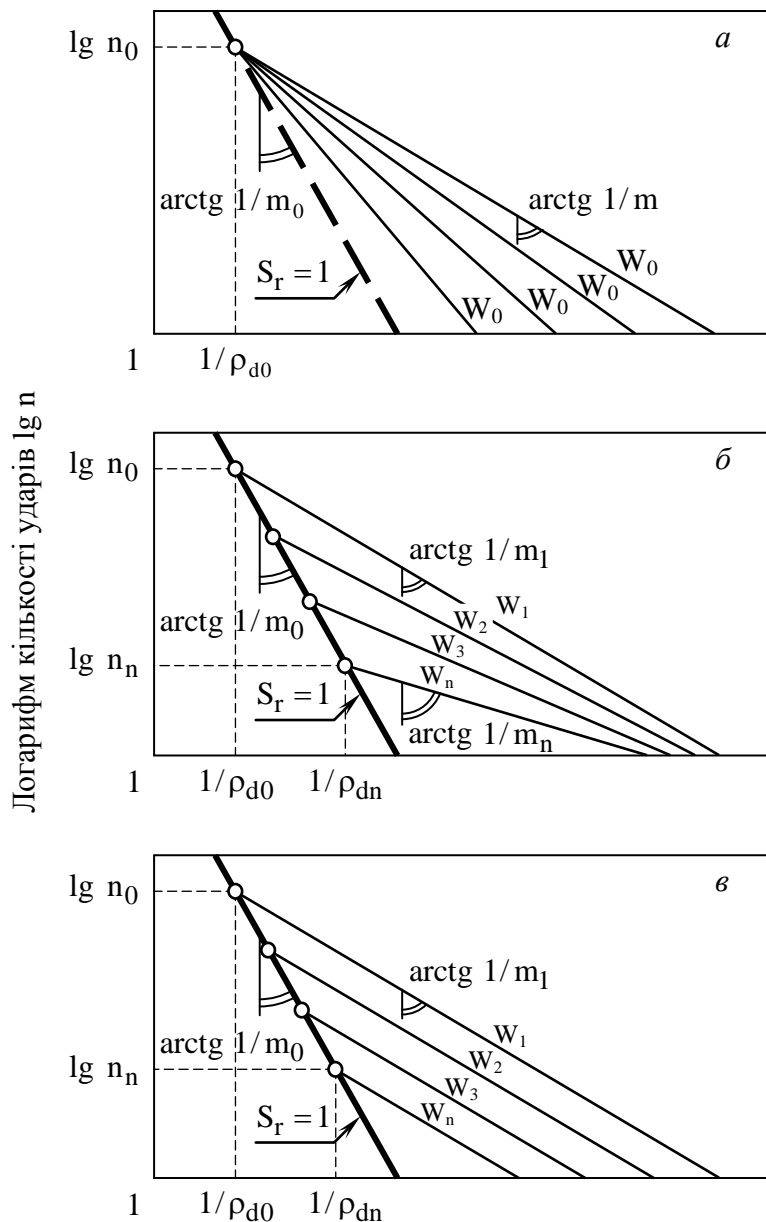 Логарифм кількості ударів lg n
lg n₀
а
arctg 1/m₀
arctg 1/m
Sᵣ = 1
W₀
W₀
W₀
W₀
1
1/ρd0
lg n₀
б
arctg 1/m₁
arctg 1/m₀
W₁
W₂
W₃
Wₙ
lg nₙ
Sᵣ = 1
arctg 1/mₙ
1
1/ρd0
1/ρdn
lg n₀
в
arctg 1/m₁
arctg 1/m₀
W₁
W₂
W₃
Wₙ
lg nₙ
Sᵣ = 1
1
1/ρd0
1/ρdn